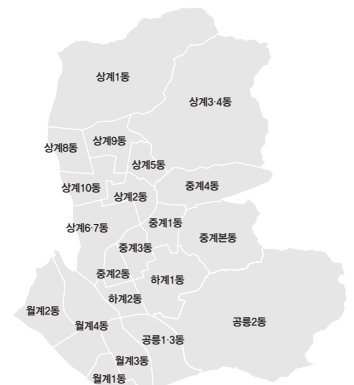 상계1동
상계3·4동
상계9동
상계8동
상계5동
상계10동
중계4동
상계2동
중계1동
상계6·7동
중계본동
중계3동
중계2동
하계1동
하계2동
월계2동
공릉2동
월계4동
공릉1·3동
월계3동
월계1동